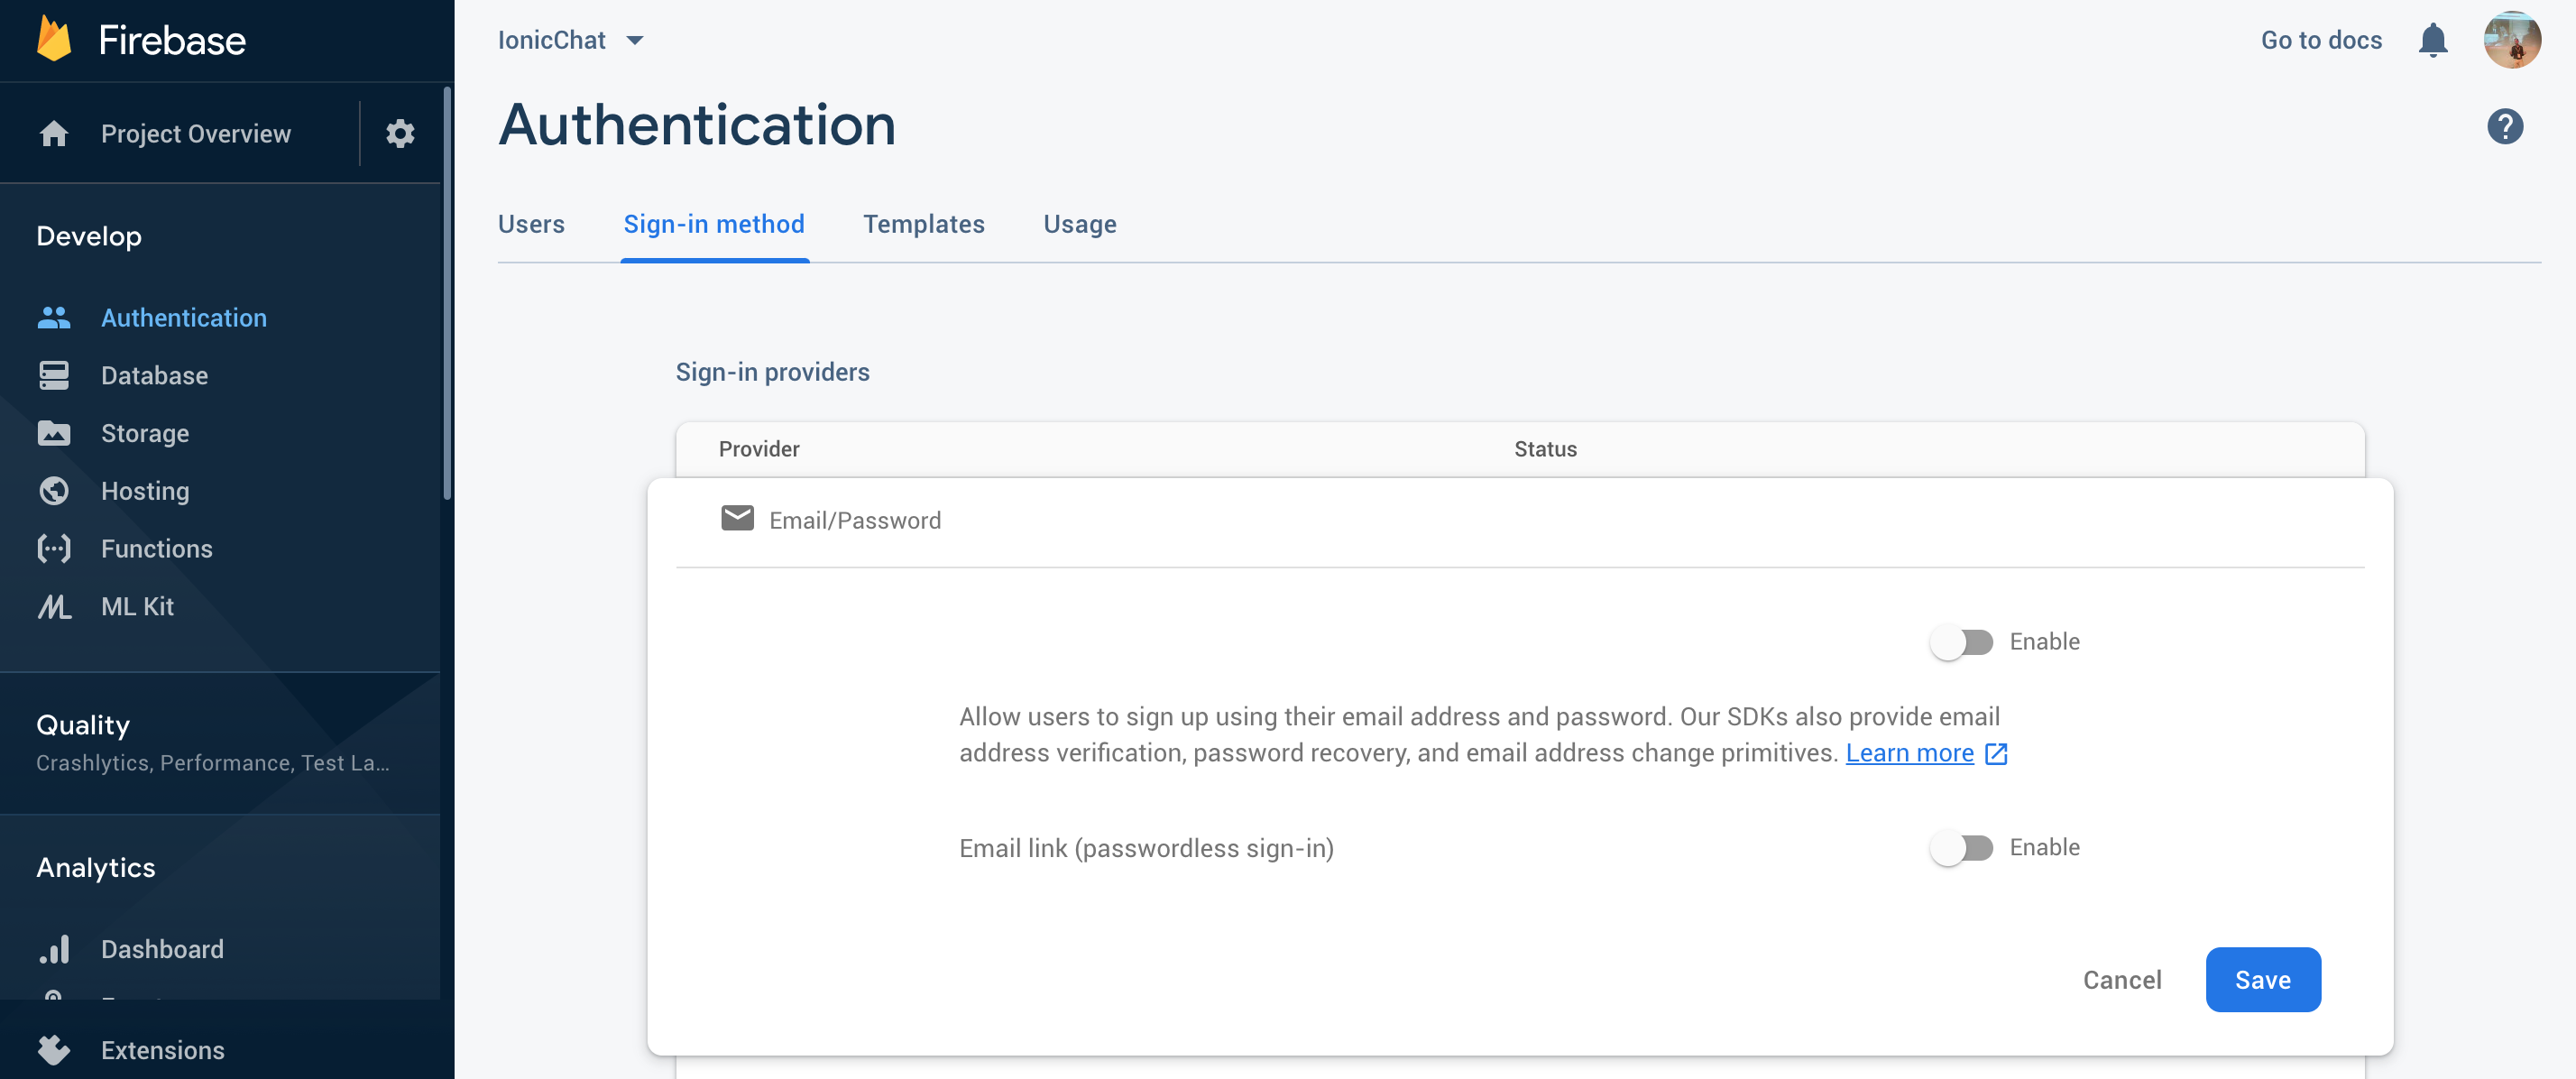 Firebase
Project Overview
Develop
Authentication
Database
Storage
Hosting
Functions
ML Kit
Quality
Crashlytics, Performance, Test La...
Analytics
Dashboard
Extensions
IonicChat
Go to docs
Authentication
Users
Sign-in method
Templates
Usage
Sign-in providers
Provider
Status
Email/Password
Enable
Allow users to sign up using their email address and password. Our SDKs also provide email
address verification, password recovery, and email address change primitives. Learn more
Email link (passwordless sign-in)
Enable
Cancel
Save